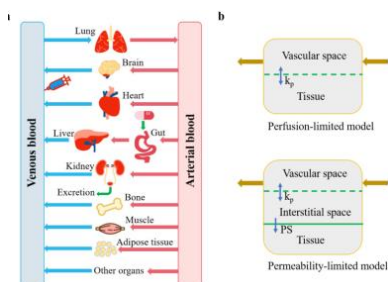 b
Lung
Brain
Heart
Liver
Gut
Kidney
Excretion
Bone
Muscle
Adipose tissue
Other organs
Venous blood
Arterial blood
Vascular space
kp
Tissue
Perfusion-limited model
Vascular space
kp
Interstitial space
PS
Tissue
Permeability-limited model